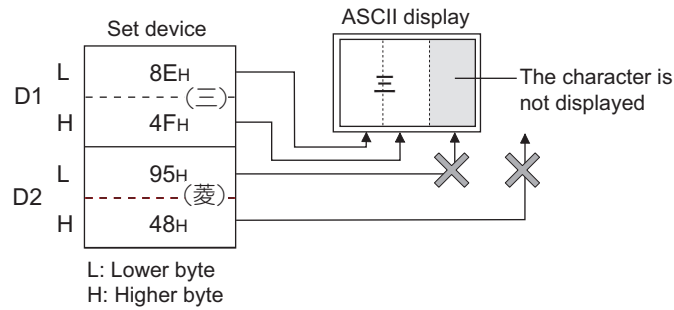 Set device
ASCII display
D1
L
8EH
(三)
H
4FH
三
The character is
not displayed
D2
L
95H
(菱)
H
48H
L: Lower byte
H: Higher byte